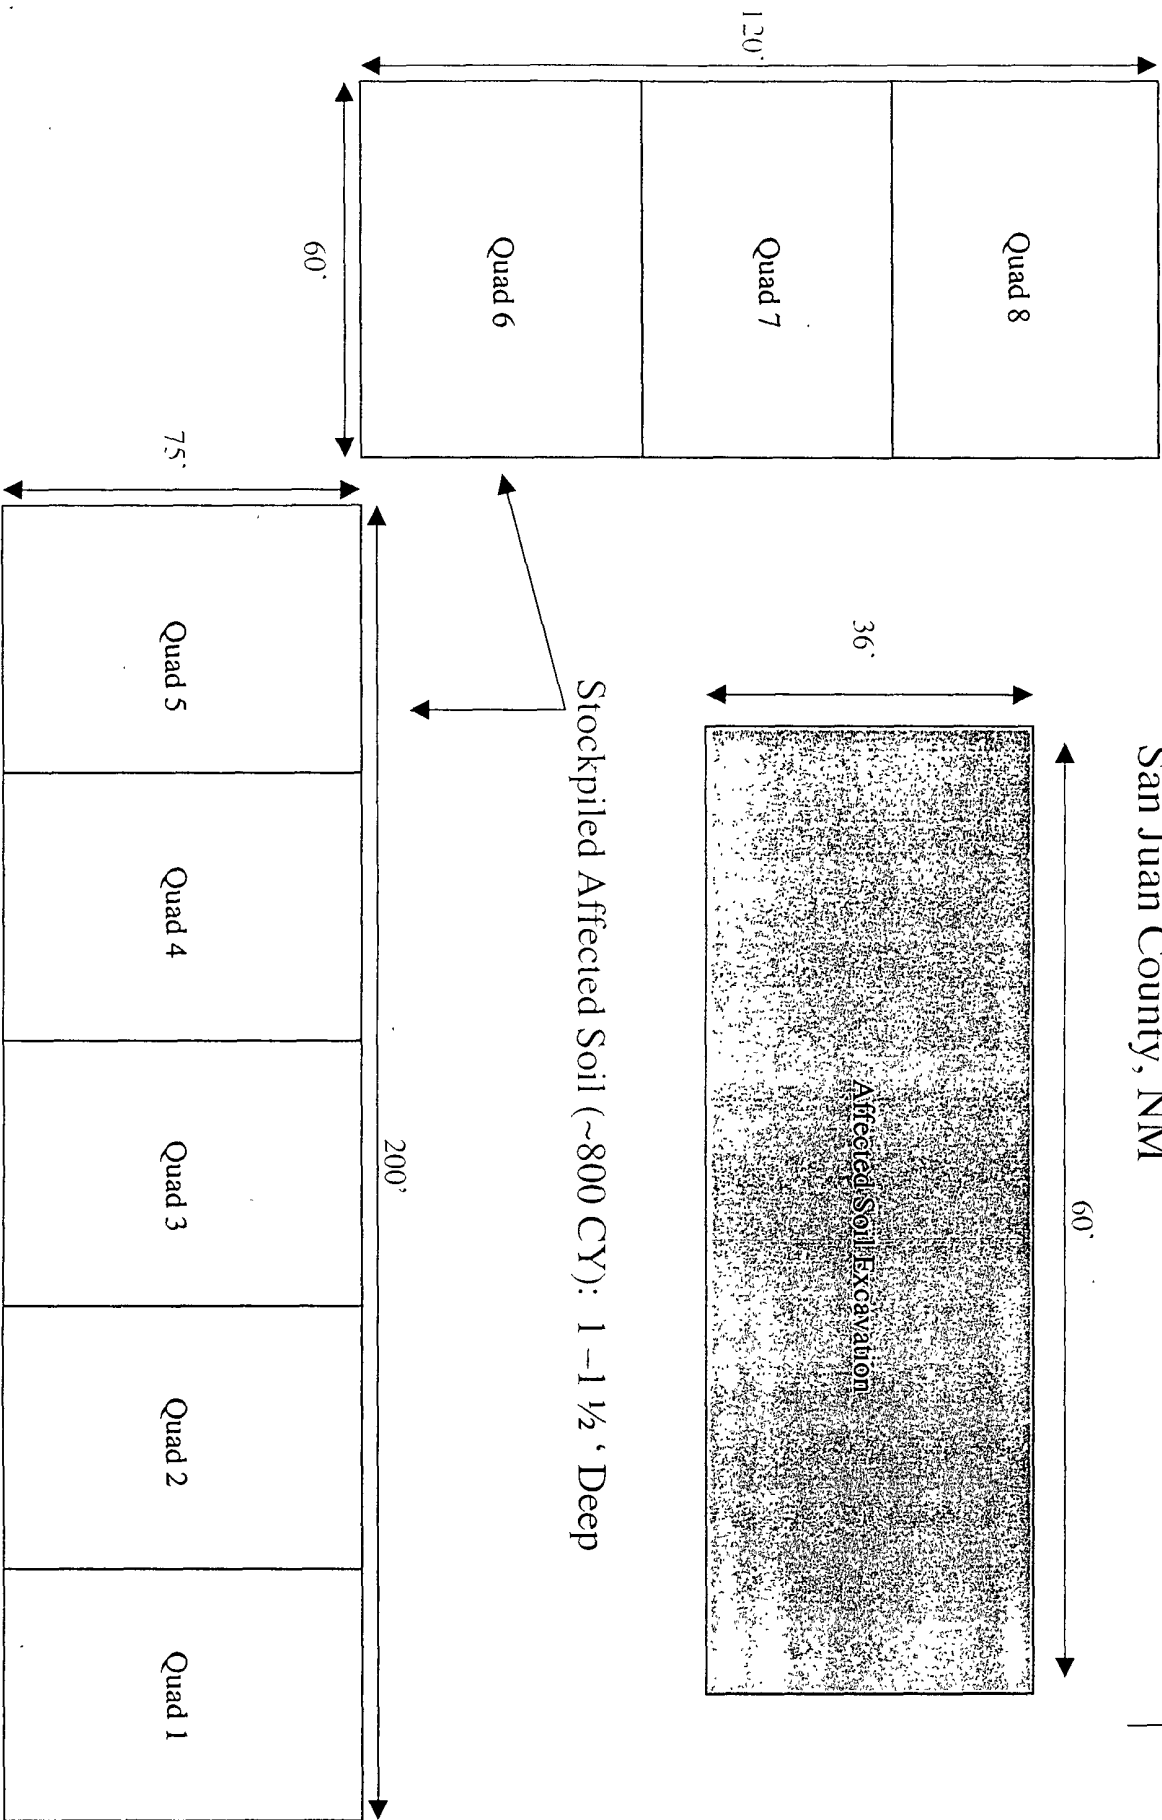 San Juan County, NM
60'
36'
Affected Soil Excavation
Stockpiled Affected Soil (~800 CY): 1 – 1 ½ ‘ Deep
120'
Quad 8
Quad 7
Quad 6
60'
200'
75'
Quad 5
Quad 4
Quad 3
Quad 2
Quad 1